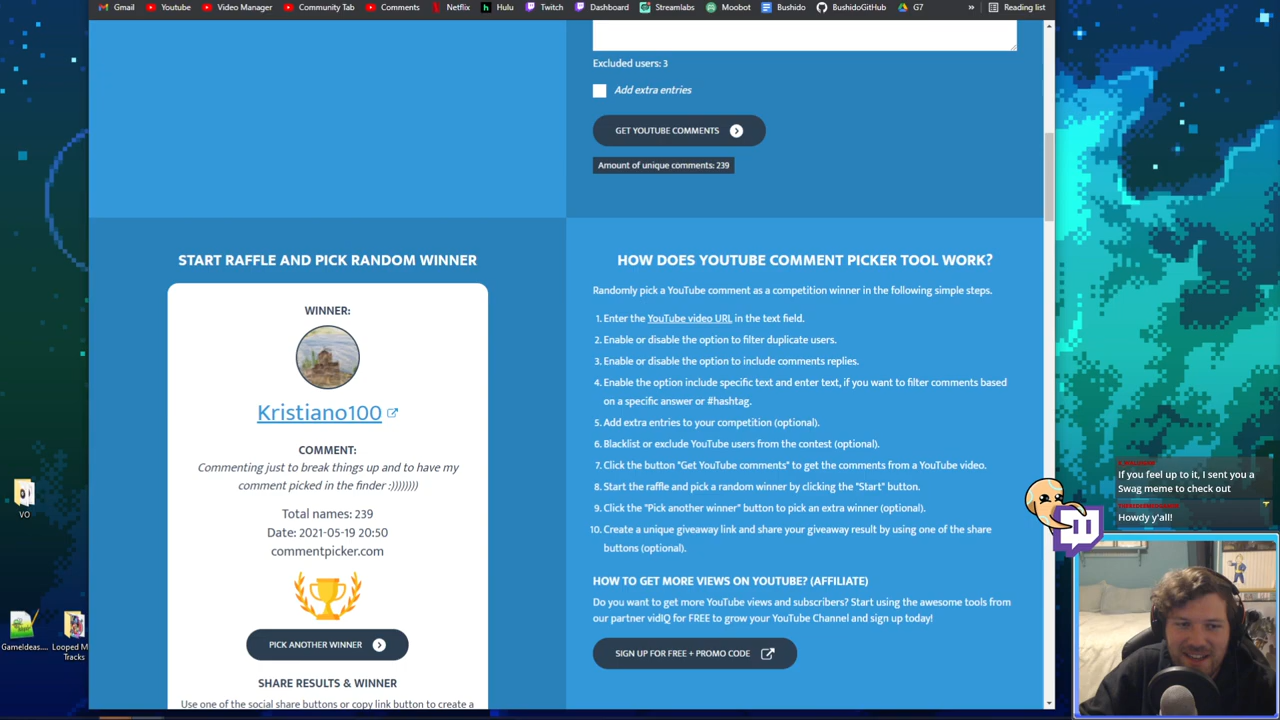 Gmail
Youtube
Video Manager
Community Tab
Comments
Netflix
Hulu
Twitch
Dashboard
Streamlabs
Moobot
Bushido
BushidoGitHub
G7
»
Reading list
Excluded users: 3
Add extra entries
GET YOUTUBE COMMENTS
Amount of unique comments: 239
START RAFFLE AND PICK RANDOM WINNER
WINNER:
Kristiano100
COMMENT:
Commenting just to break things up and to have my
comment picked in the finder :))))))))
Total names: 239
Date: 2021-05-19 20:50
commentpicker.com
PICK ANOTHER WINNER
SHARE RESULTS & WINNER
Use one of the social share buttons or copy link button to create a
HOW DOES YOUTUBE COMMENT PICKER TOOL WORK?
Randomly pick a YouTube comment as a competition winner in the following simple steps.
1. Enter the YouTube video URL in the text field.
2. Enable or disable the option to filter duplicate users.
3. Enable or disable the option to include comments replies.
4. Enable the option include specific text and enter text, if you want to filter comments based
on a specific answer or #hashtag.
5. Add extra entries to your competition (optional).
6. Blacklist or exclude YouTube users from the contest (optional).
7. Click the button "Get YouTube comments" to get the comments from a YouTube video.
8. Start the raffle and pick a random winner by clicking the "Start" button.
9. Click the "Pick another winner" button to pick an extra winner (optional).
10. Create a unique giveaway link and share your giveaway result by using one of the share
buttons (optional).
HOW TO GET MORE VIEWS ON YOUTUBE? (AFFILIATE)
Do you want to get more YouTube views and subscribers? Start using the awesome tools from
our partner vidIQ for FREE to grow your YouTube Channel and sign up today!
SIGN UP FOR FREE + PROMO CODE
If you feel up to it, I sent you a
Swag meme to check out
Howdy y'all!
VO
GameIdeas....
Looped M
Tracks